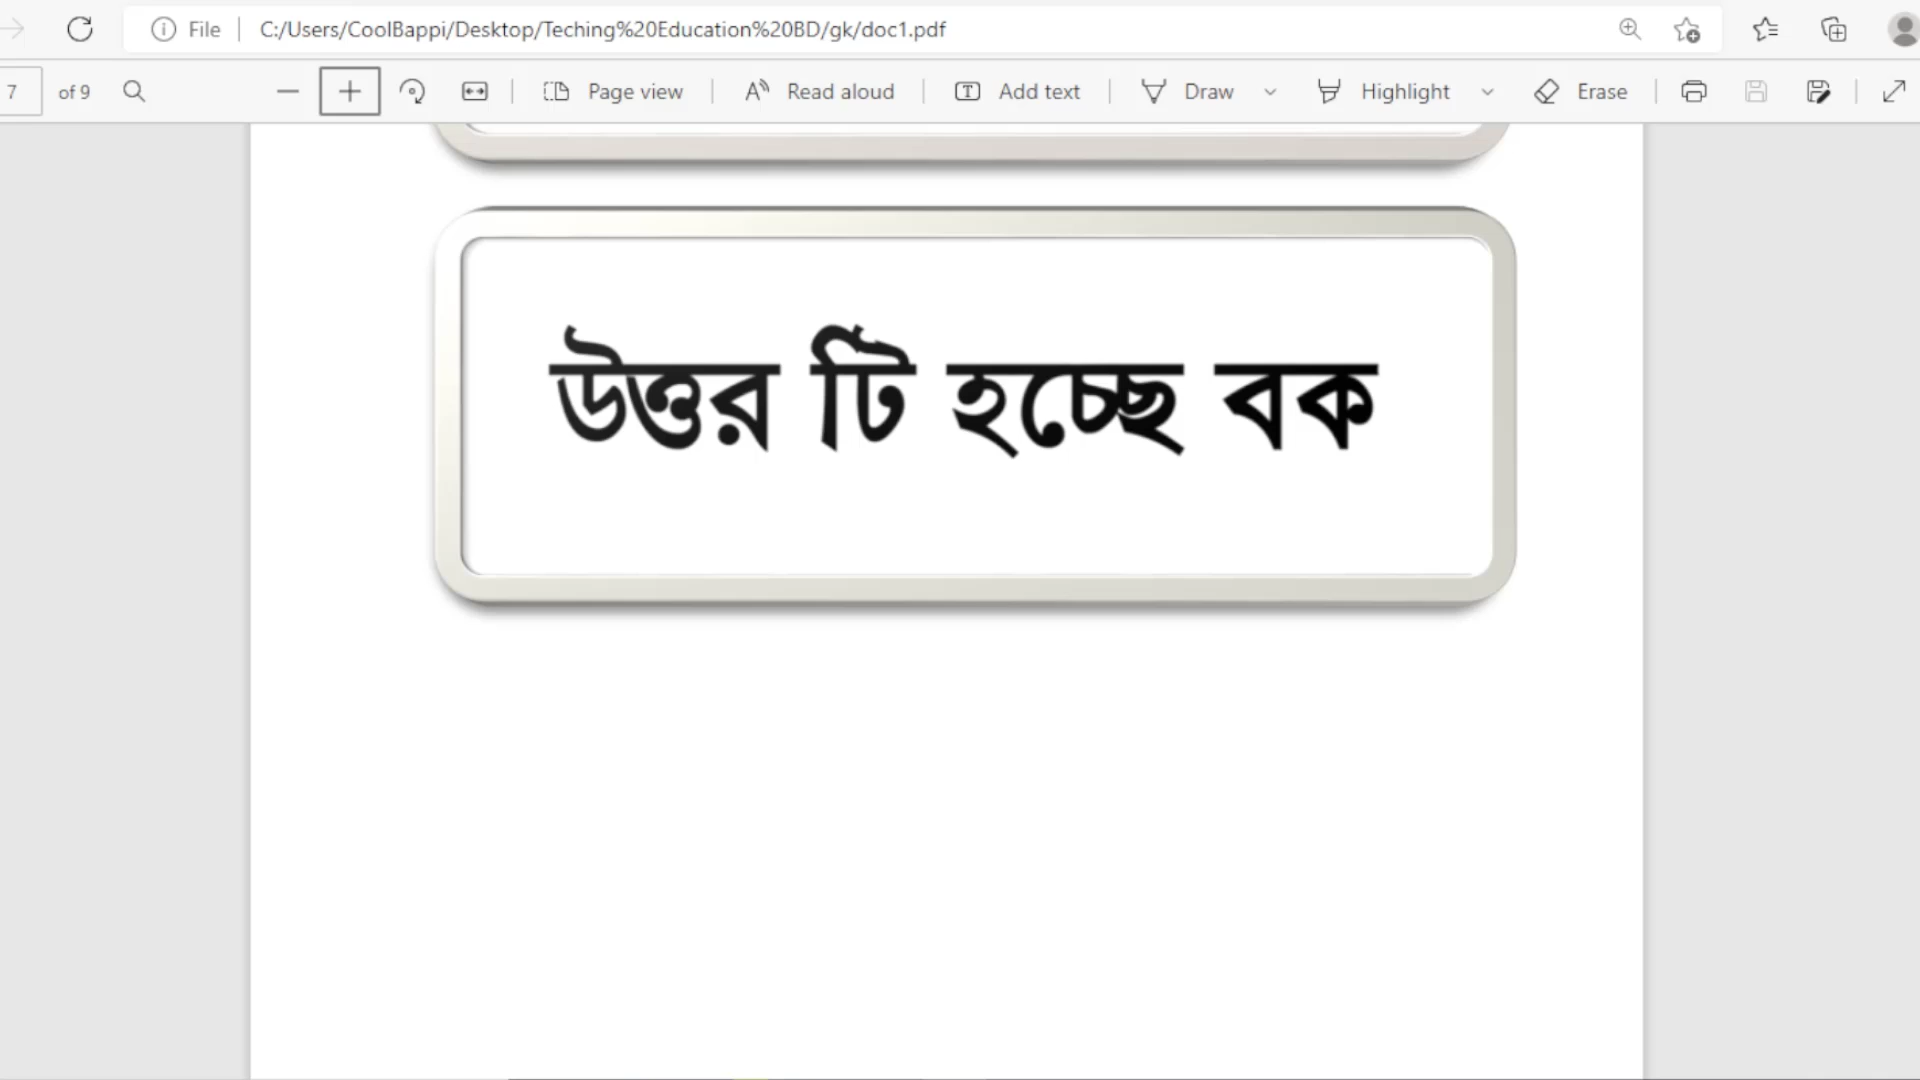 File C:/Users/CoolBappi/Desktop/Teching%20Education%20BD/gk/doc1.pdf
7 of 9 Page view Read aloud Add text Draw Highlight Erase
উত্তর টি হচ্ছে বক